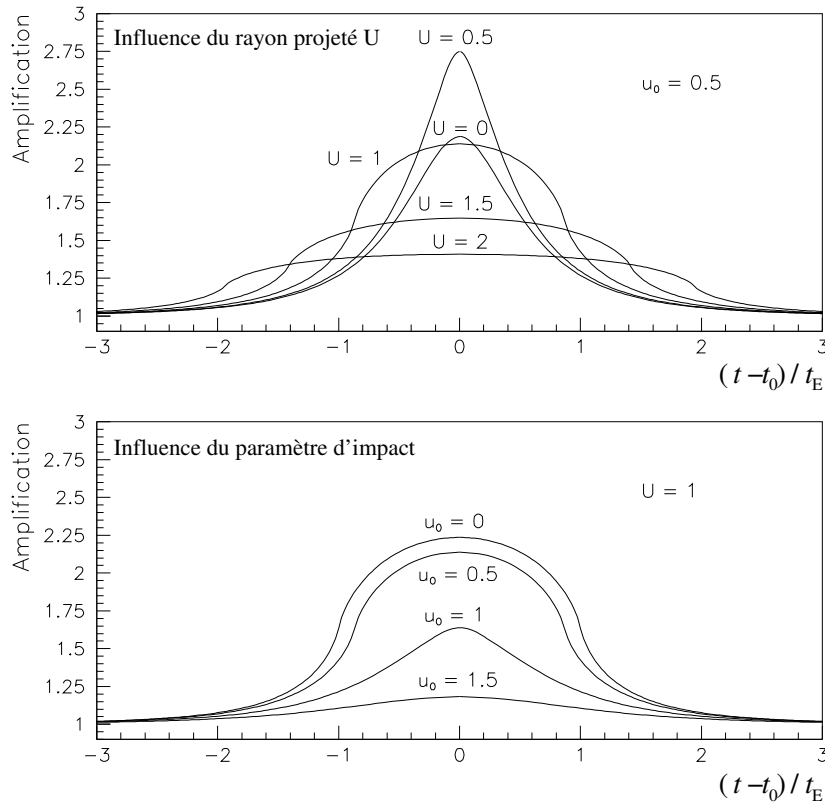 Influence du rayon projeté U
U = 0.5
u₀ = 0.5
U = 0
U = 1
U = 1.5
U = 2
Amplification
3
2.75
2.5
2.25
2
1.75
1.5
1.25
1
−3 −2 −1 0 1 2 3
(t − t₀) / t_E
Influence du paramètre d'impact
U = 1
u₀ = 0
u₀ = 0.5
u₀ = 1
u₀ = 1.5
Amplification
3
2.75
2.5
2.25
2
1.75
1.5
1.25
1
−3 −2 −1 0 1 2 3
(t − t₀) / t_E